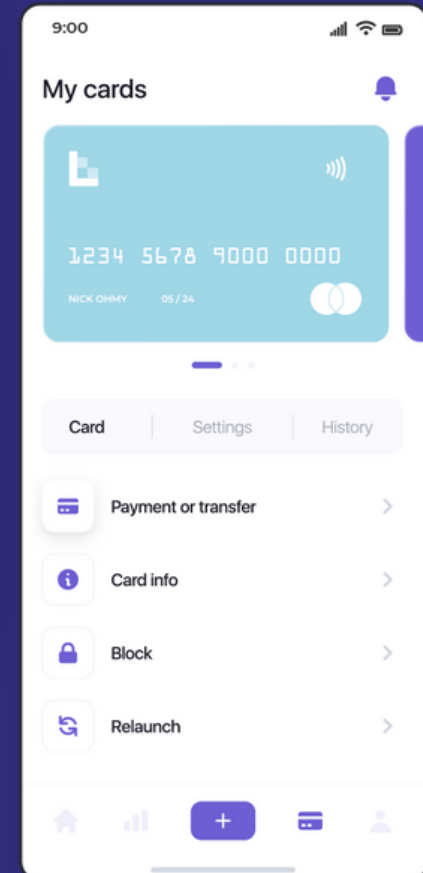 9:00
My cards
1234 5678 9000 0000
NICK OHMY 05 / 24
Card Settings History
Payment or transfer
Card info
Block
Relaunch